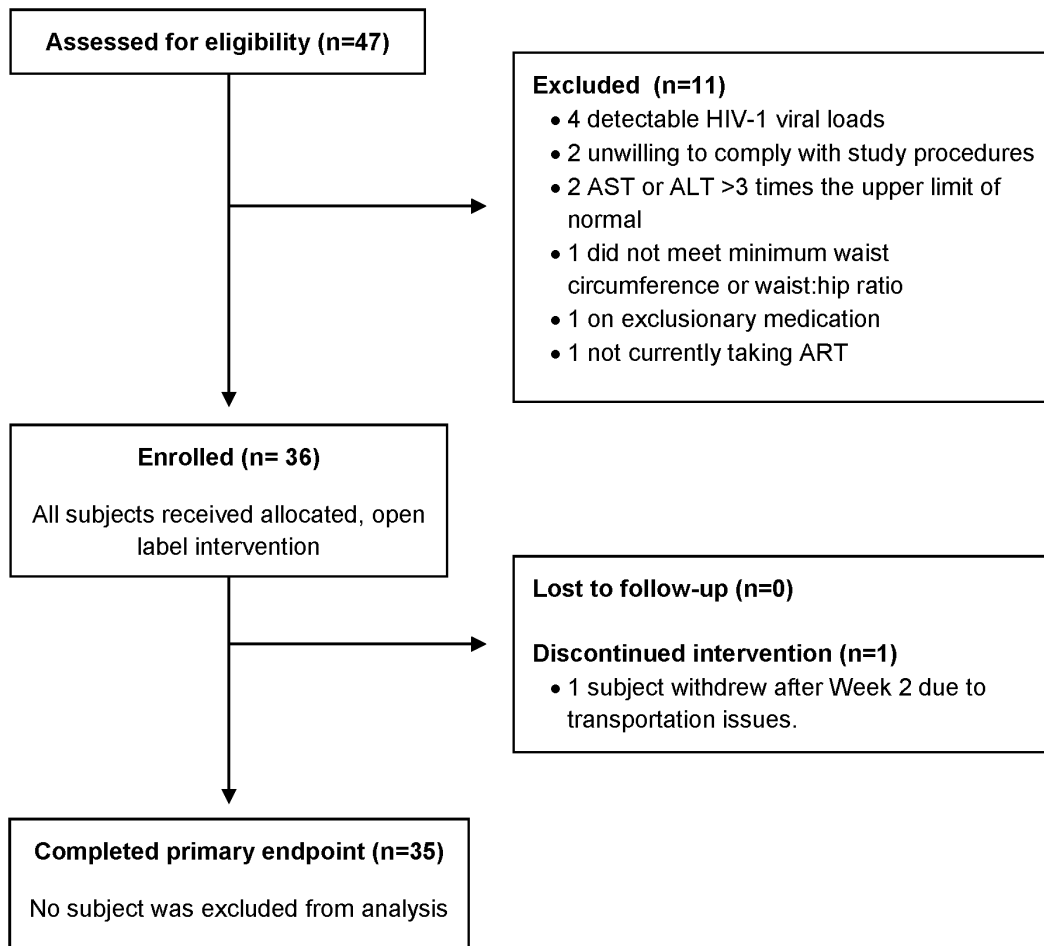 Assessed for eligibility (n=47)
Excluded  (n=11)
• 4 detectable HIV-1 viral loads
• 2 unwilling to comply with study procedures
• 2 AST or ALT >3 times the upper limit of
normal
• 1 did not meet minimum waist
circumference or waist:hip ratio
• 1 on exclusionary medication
• 1 not currently taking ART
Enrolled (n= 36)
All subjects received allocated, open
label intervention
Lost to follow-up (n=0)
Discontinued intervention (n=1)
• 1 subject withdrew after Week 2 due to
transportation issues.
Completed primary endpoint (n=35)
No subject was excluded from analysis